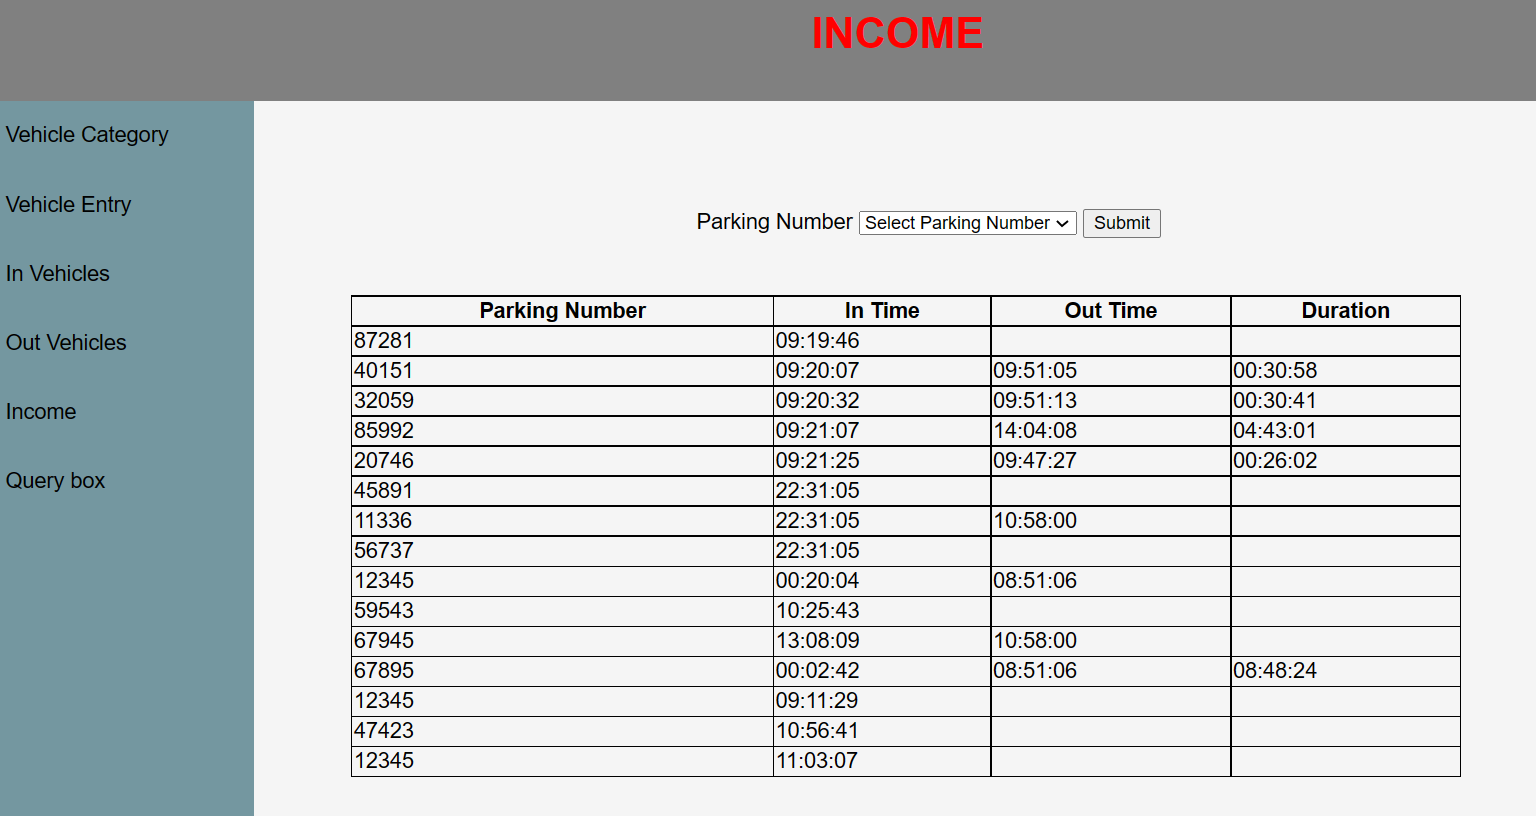 INCOME
Vehicle Category
Vehicle Entry
In Vehicles
Out Vehicles
Income
Query box
Parking Number Select Parking Number Submit
Parking Number In Time Out Time Duration
87281 09:19:46
40151 09:20:07 09:51:05 00:30:58
32059 09:20:32 09:51:13 00:30:41
85992 09:21:07 14:04:08 04:43:01
20746 09:21:25 09:47:27 00:26:02
45891 22:31:05
11336 22:31:05 10:58:00
56737 22:31:05
12345 00:20:04 08:51:06
59543 10:25:43
67945 13:08:09 10:58:00
67895 00:02:42 08:51:06 08:48:24
12345 09:11:29
47423 10:56:41
12345 11:03:07